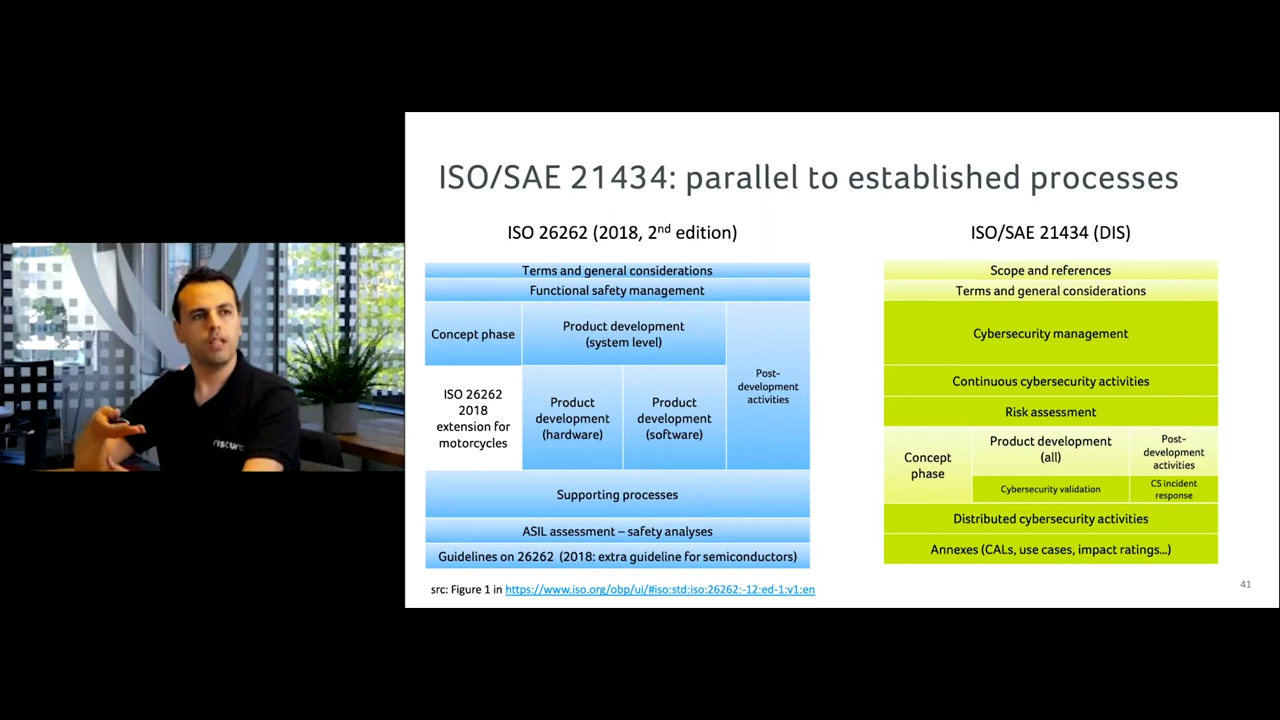 ISO/SAE 21434: parallel to established processes
ISO 26262 (2018, 2nd edition)
Terms and general considerations
Functional safety management
Concept phase
Product development
(system level)
Post-
development
activities
ISO 26262
2018
extension for
motorcycles
Product
development
(hardware)
Product
development
(software)
Supporting processes
ASIL assessment – safety analyses
Guidelines on 26262 (2018: extra guideline for semiconductors)
src: Figure 1 in https://www.iso.org/obp/ui/#iso:std:iso:26262:-12:ed-1:v1:en
ISO/SAE 21434 (DIS)
Scope and references
Terms and general considerations
Cybersecurity management
Continuous cybersecurity activities
Risk assessment
Concept
phase
Product development
(all)
Post-
development
activities
Cybersecurity validation
CS incident
response
Distributed cybersecurity activities
Annexes (CALs, use cases, impact ratings…)
41
riscure